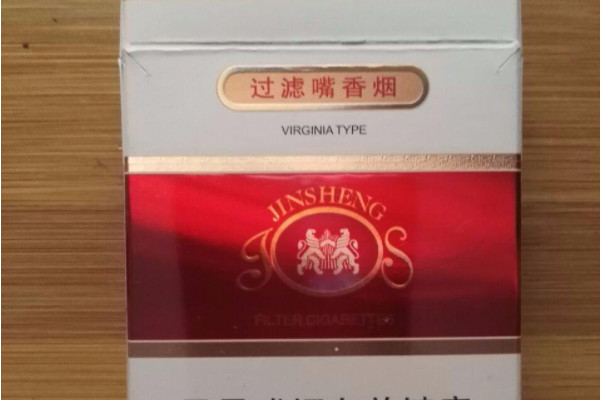 过滤嘴香烟
VIRGINIA TYPE
JINSHENG
J S
FILTER CIGARETTES